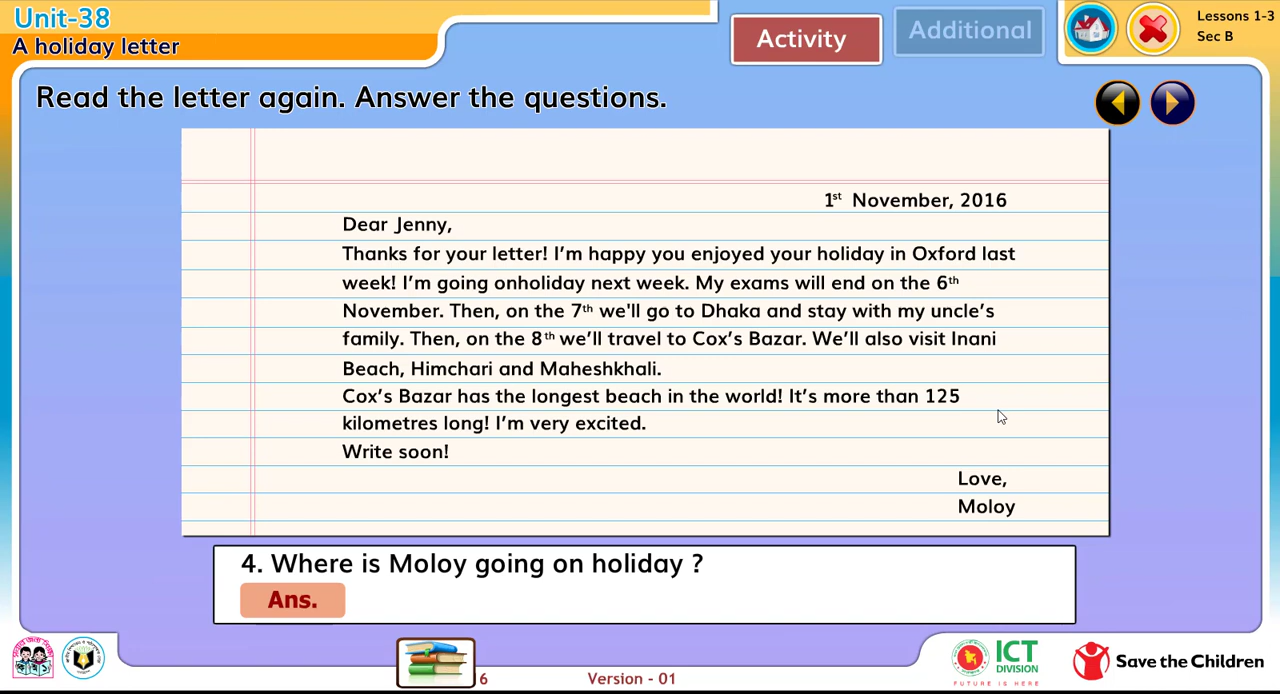 Unit-38
A holiday letter
Activity
Additional
Lessons 1-3
Sec B
Read the letter again. Answer the questions.
1st November, 2016
Dear Jenny,
Thanks for your letter! I'm happy you enjoyed your holiday in Oxford last
week! I'm going onholiday next week. My exams will end on the 6th
November. Then, on the 7th we'll go to Dhaka and stay with my uncle's
family. Then, on the 8th we'll travel to Cox's Bazar. We'll also visit Inani
Beach, Himchari and Maheshkhali.
Cox's Bazar has the longest beach in the world! It's more than 125
kilometres long! I'm very excited.
Write soon!
Love,
Moloy
4. Where is Moloy going on holiday ?
Ans.
6
Version - 01
ICT
DIVISION
FUTURE IS HERE
Save the Children